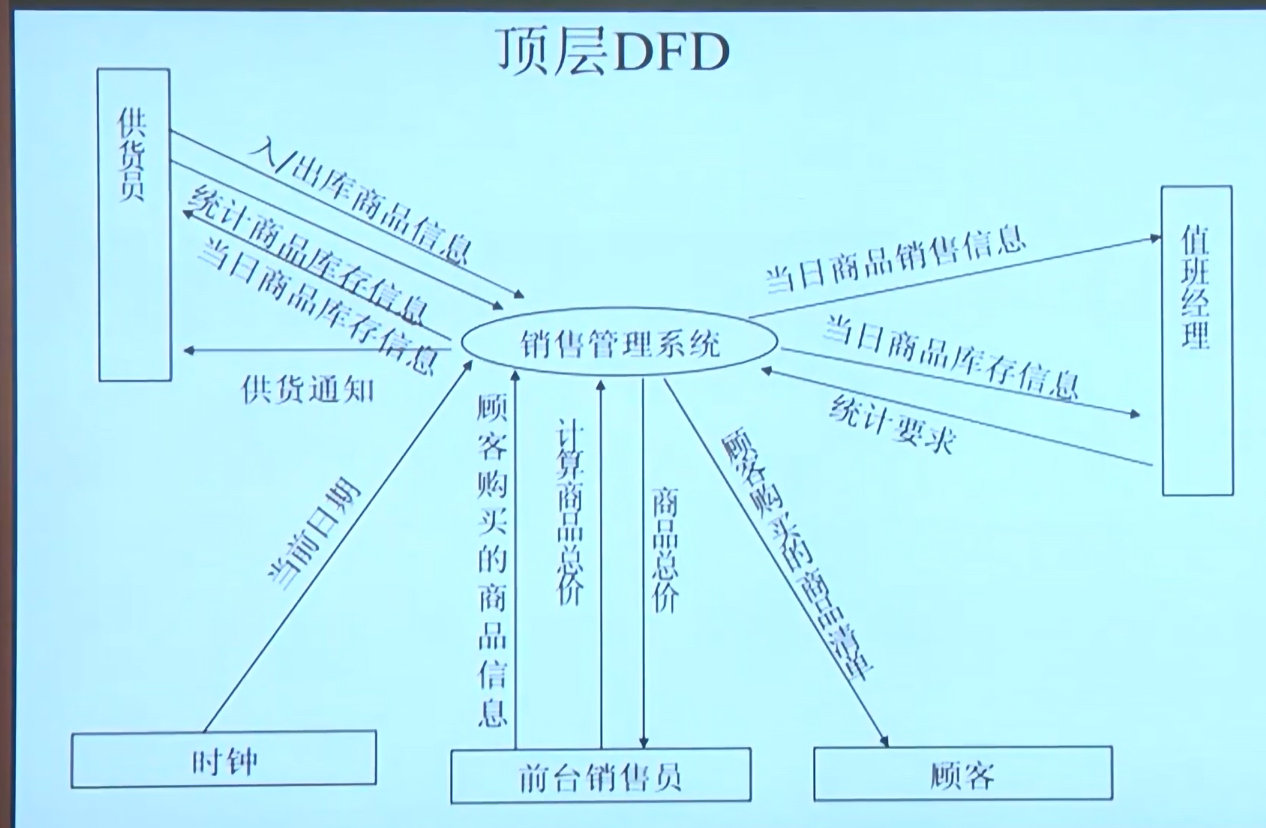 顶层DFD
供货员
入/出库商品信息
统计商品库存信息
当日商品库存信息
供货通知
销售管理系统
当日商品销售信息
当日商品库存信息
统计要求
值班经理
当前日期
顾客购买的商品信息
计算商品总价
商品总价
顾客购买的商品清单
时钟
前台销售员
顾客